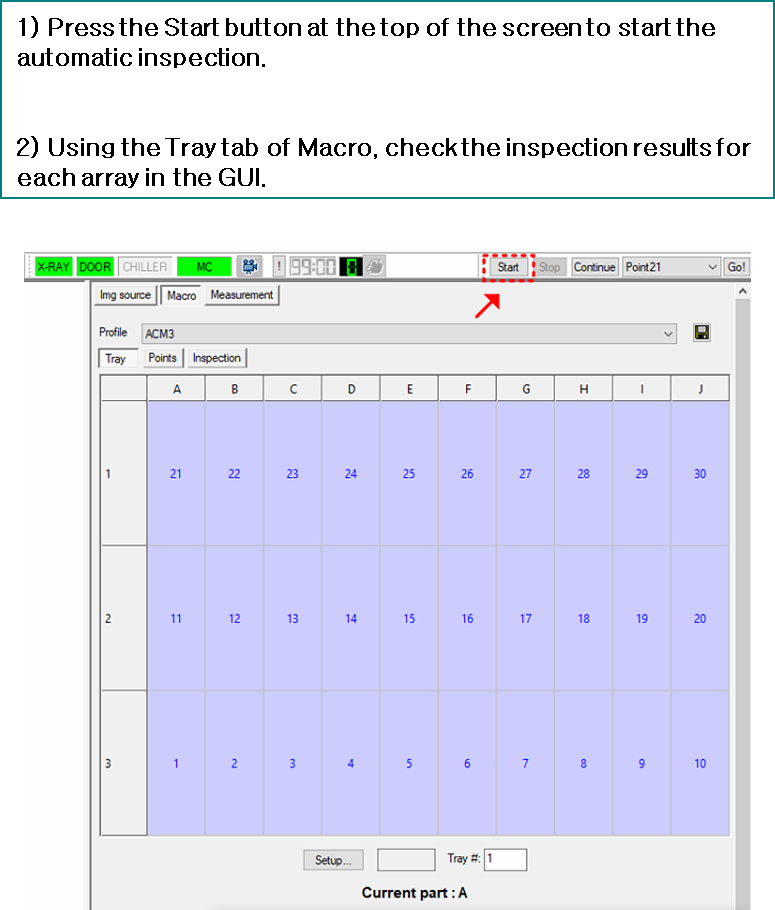 1) Press the Start button at the top of the screen to start the
automatic inspection.
2) Using the Tray tab of Macro, check the inspection results for
each array in the GUI.
X-RAY DOOR CHILLER MC ! 99:00 Start Stop Continue Point21 Go!
Img source Macro Measurement
Profile ACM3
Tray Points Inspection
A B C D E F G H I J
1 21 22 23 24 25 26 27 28 29 30
2 11 12 13 14 15 16 17 18 19 20
3 1 2 3 4 5 6 7 8 9 10
Setup... Tray #: 1
Current part : A